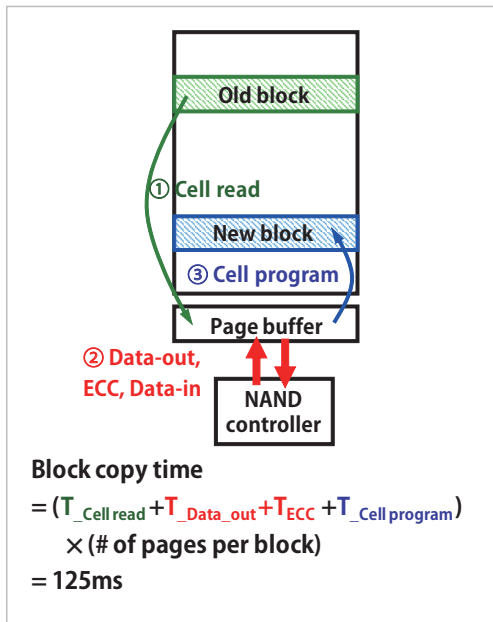 Old block
① Cell read
New block
③ Cell program
Page buffer
② Data-out,
ECC, Data-in
NAND
controller
Block copy time
= (T_Cell read+T_Data_out+T_ECC +T_Cell program)
× (# of pages per block)
= 125ms